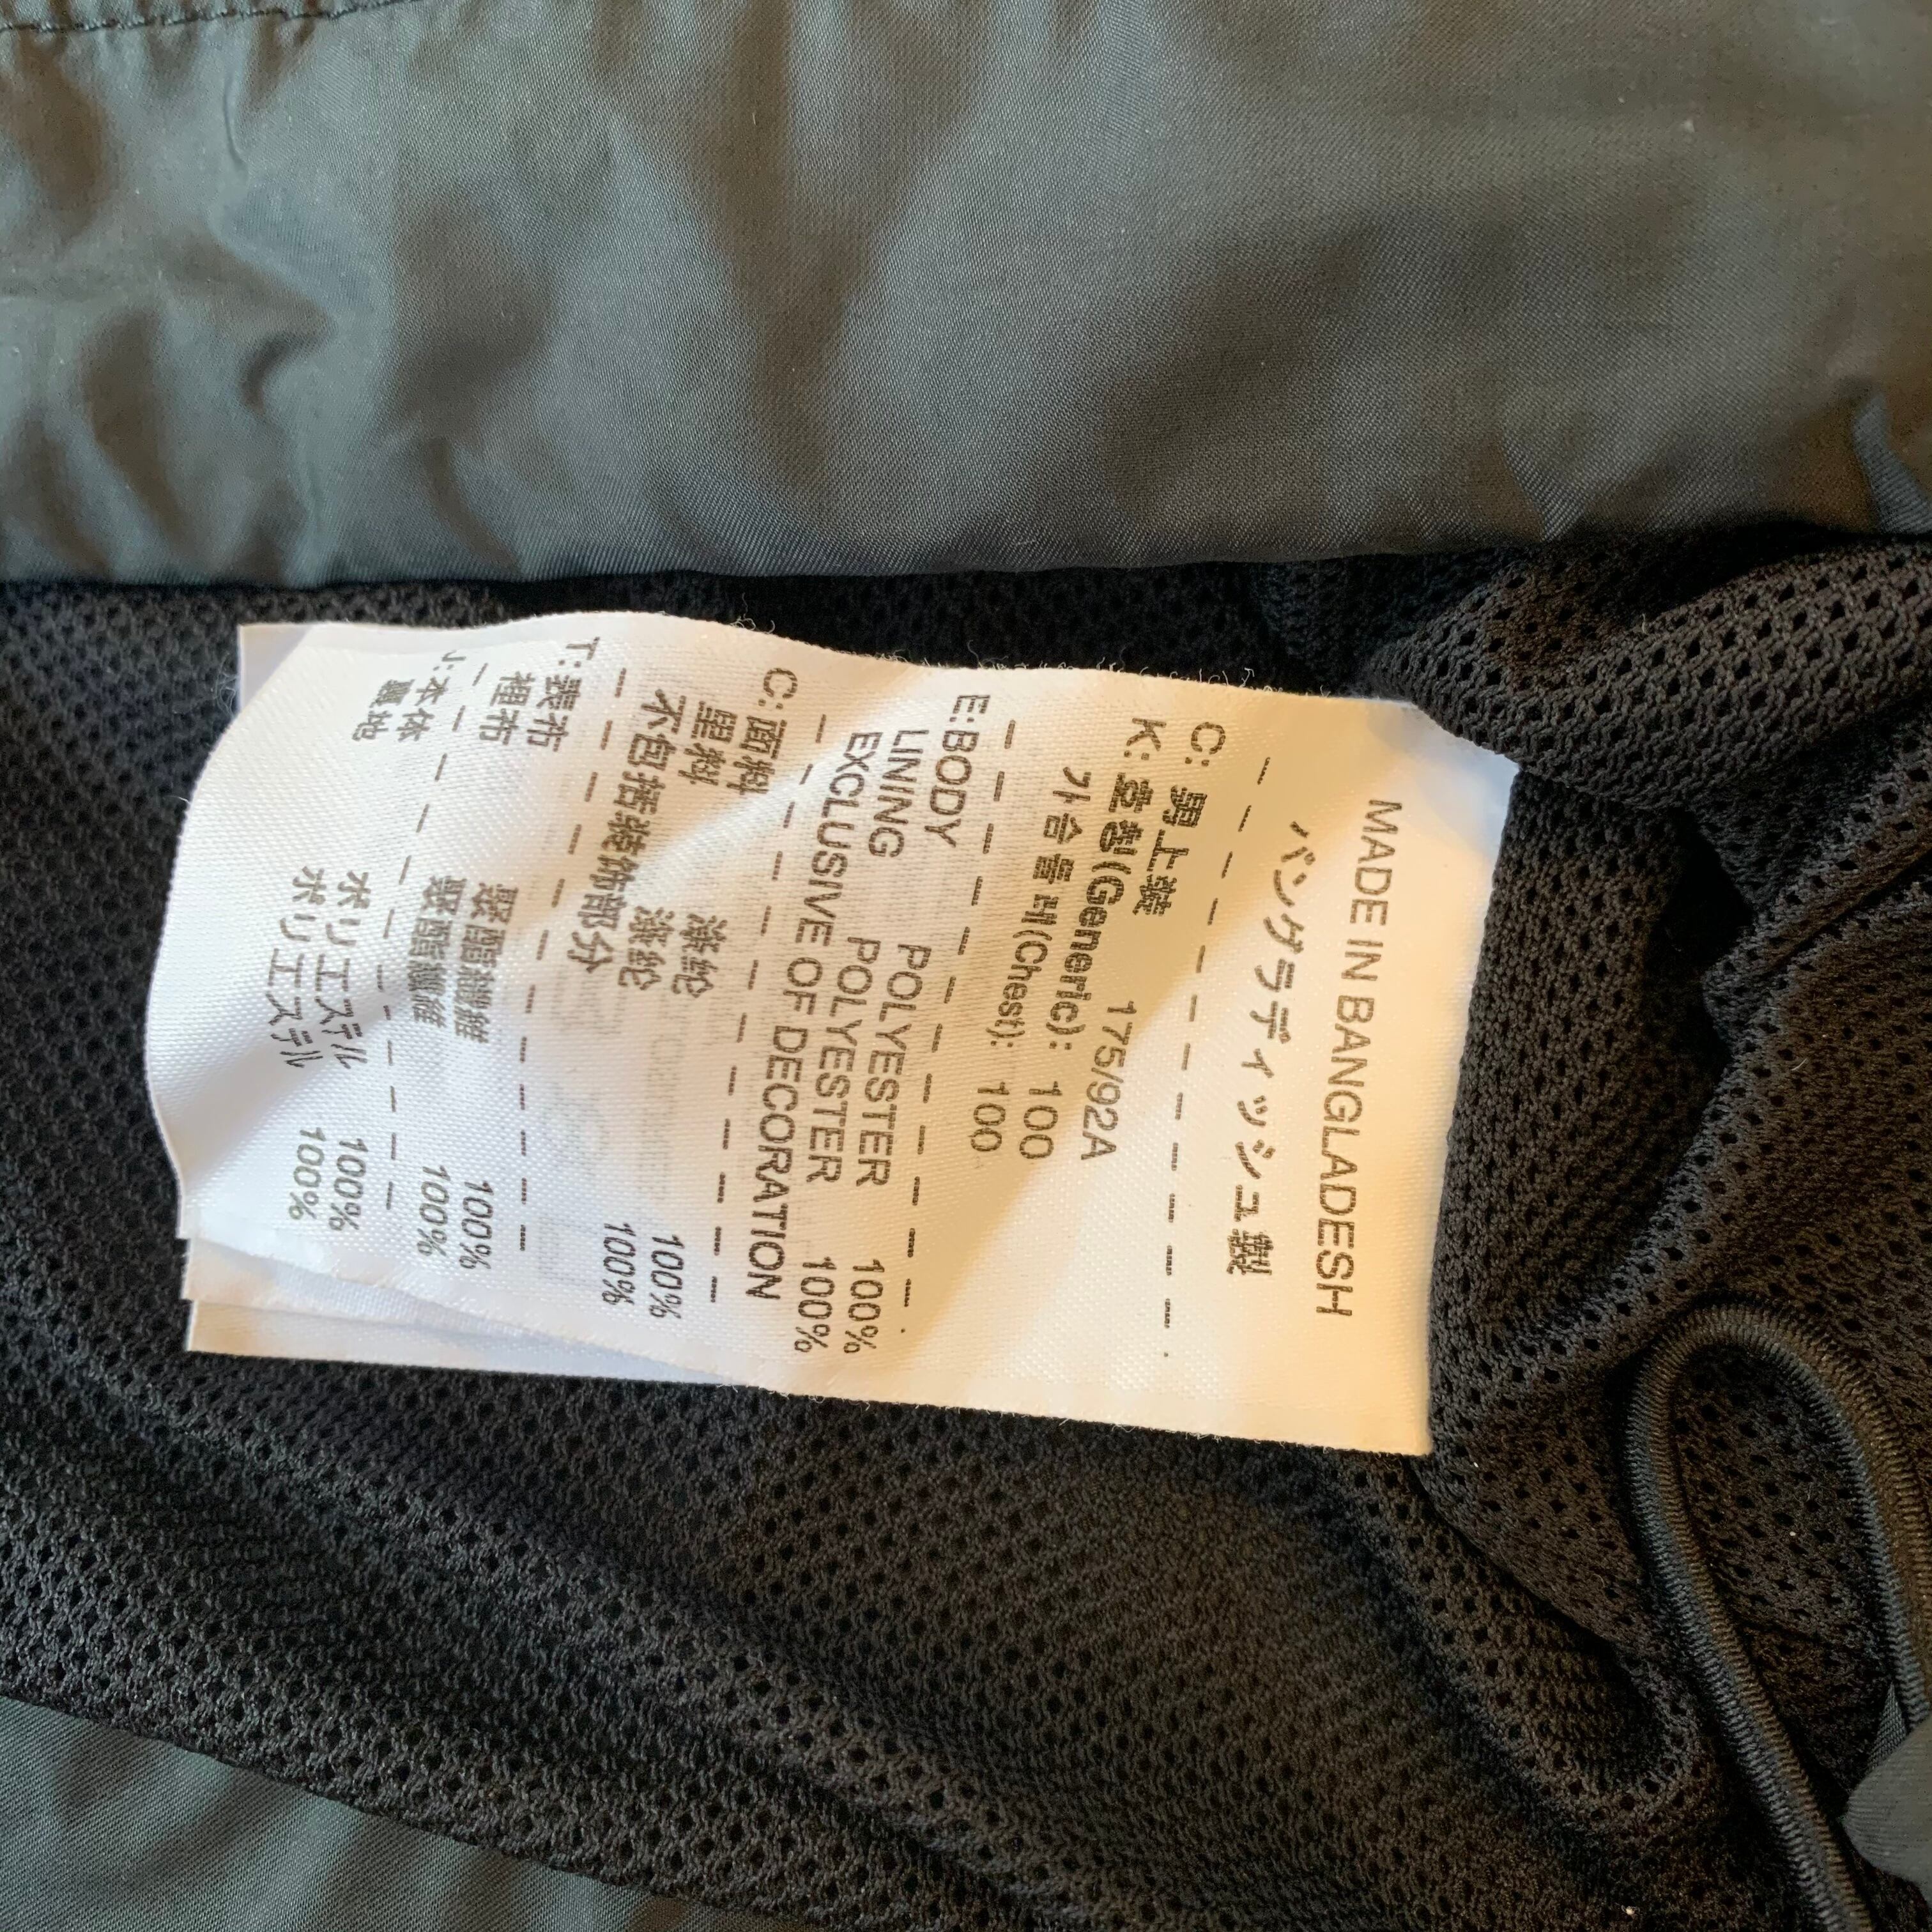 MADE IN BANGLADESH
バングラディッシュ製
C: 男上装 175/92A
K: 호칭(Generic): 100
가슴둘레(Chest): 100
E:BODY POLYESTER 100%
LINING POLYESTER 100%
EXCLUSIVE OF DECORATION
C:面料 涤纶 100%
里料 涤纶 100%
不包括装饰部分
T:表布 聚酯纖維 100%
裡布 聚酯纖維 100%
J:本体 ポリエステル 100%
裏地 ポリエステル 100%